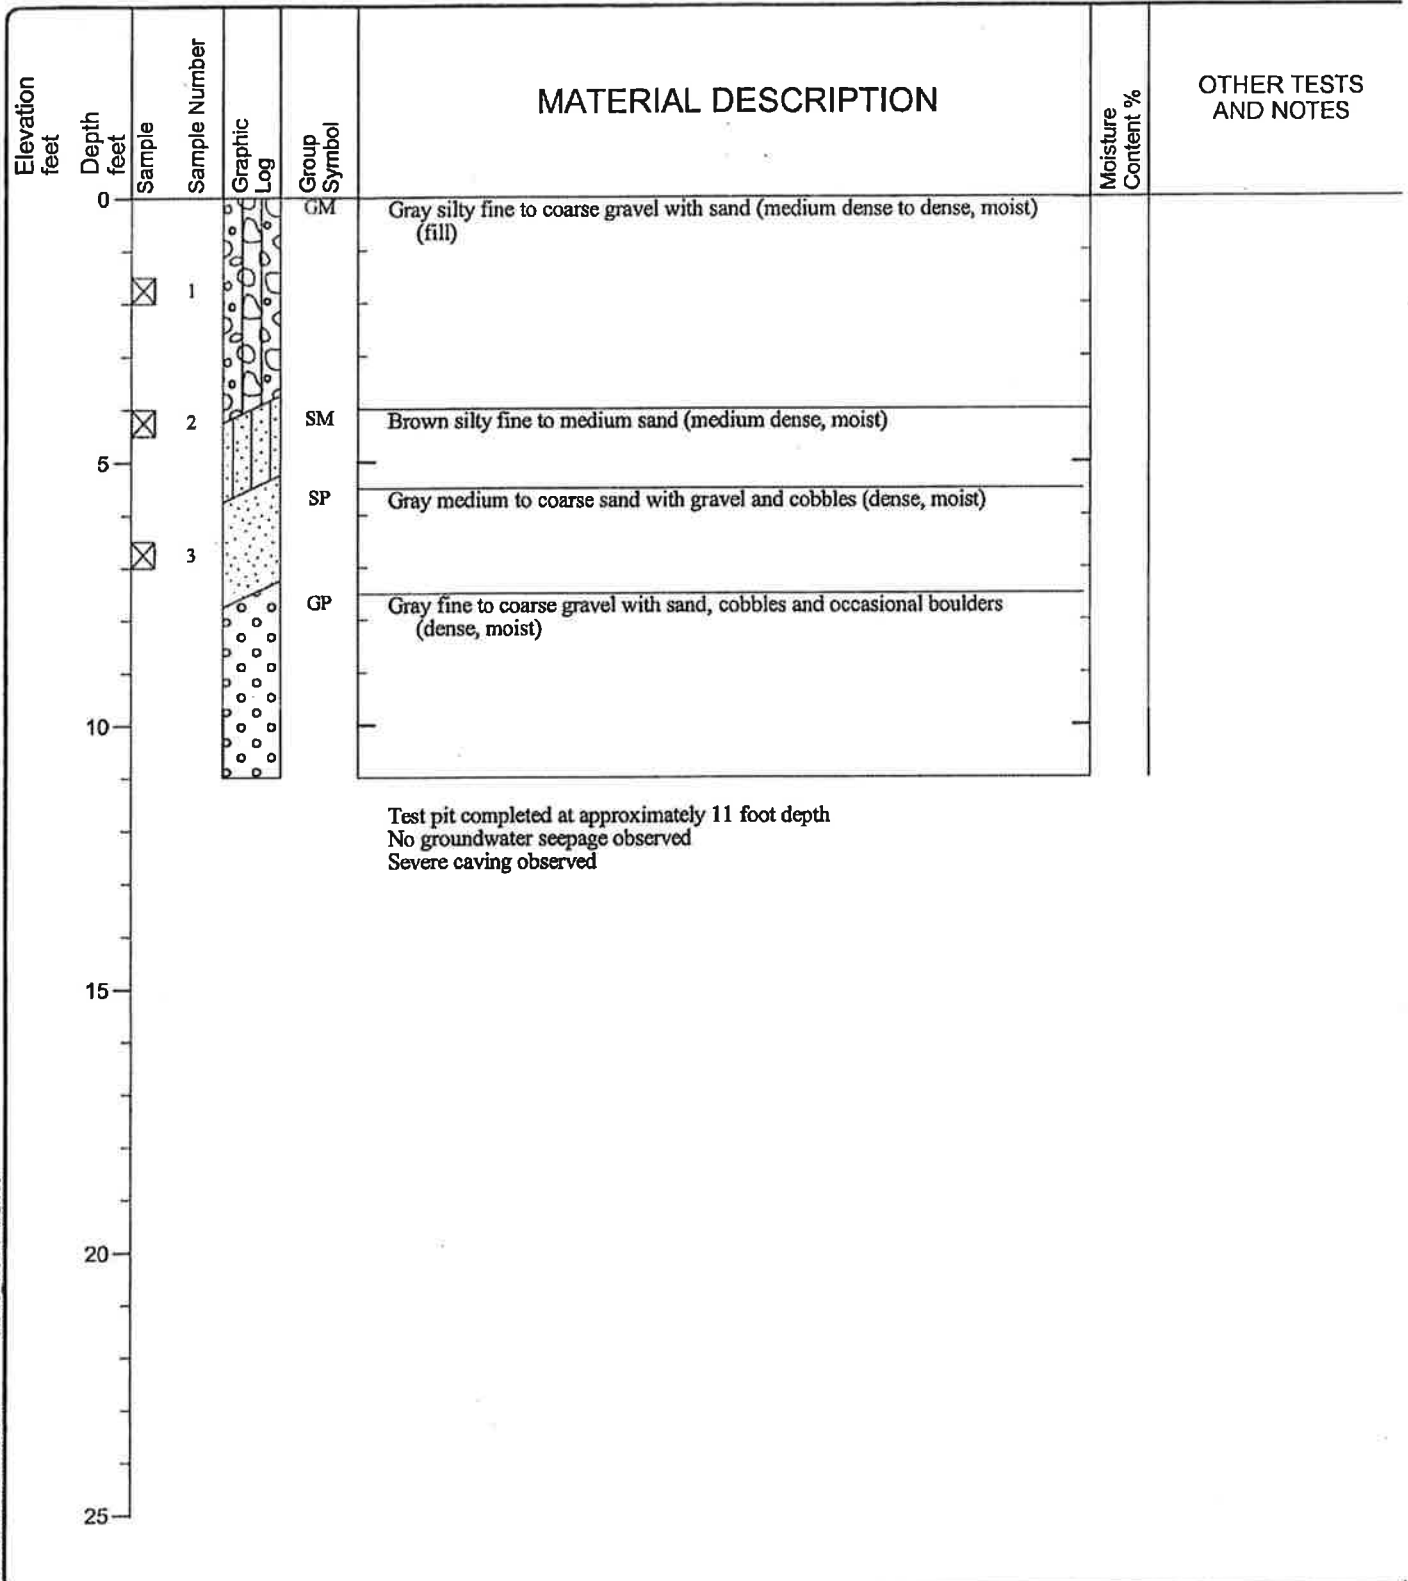 Elevation
feet
Depth
feet
Sample
Sample Number
Graphic
Log
Group
Symbol
MATERIAL DESCRIPTION
Moisture
Content %
OTHER TESTS
AND NOTES
0
GM
Gray silty fine to coarse gravel with sand (medium dense to dense, moist)
(fill)
1
2
SM
Brown silty fine to medium sand (medium dense, moist)
5
SP
Gray medium to coarse sand with gravel and cobbles (dense, moist)
3
GP
Gray fine to coarse gravel with sand, cobbles and occasional boulders
(dense, moist)
10
Test pit completed at approximately 11 foot depth
No groundwater seepage observed
Severe caving observed
15
20
25